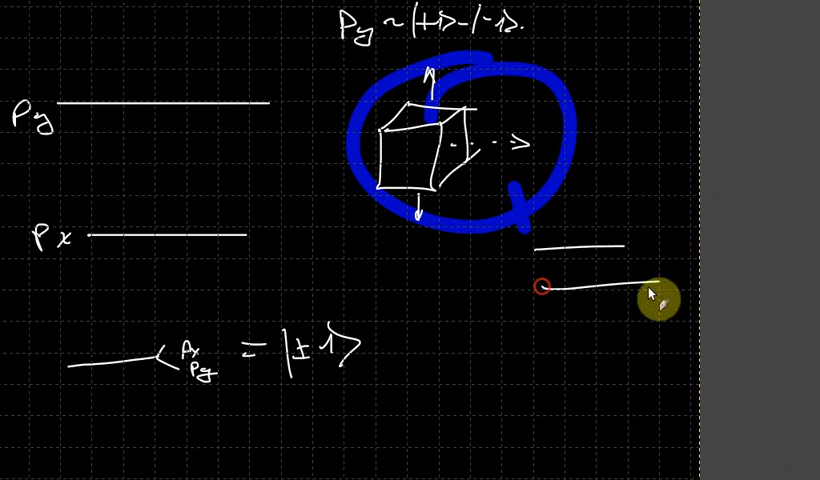 Py ~ |+1> - |-1>.
Py
Px
Px
Py = |±1>